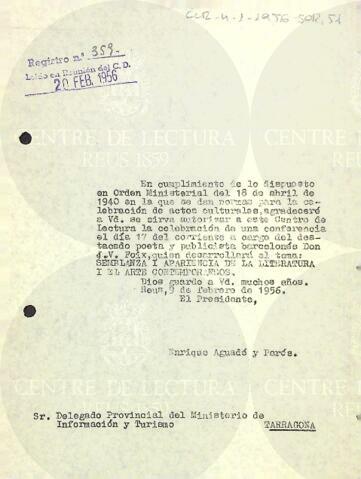 CLR-4-1-1956-SOR,51
Registro n.º 359.
Leído en Reunión del C.D.
20 FEB. 1956
CENTRE DE LECTURA
REUS 1859
En cumplimiento de lo dispuesto
en Orden Ministerial del 18 de abril de
1940 en la que se dan normas para la ce-
lebración de actos culturales, agradeceré
a Vd. se sirva autorizar a este Centro de
Lectura la celebración de una conferencia
el día 17 del corriente a cargo del des-
tacado poeta y publicista barcelonés Don
J.V. Foix, quien desarrollará el tema:
SEMBLANZA I APARIENCIA DE LA LITERATURA
I EL ARTE CONTEMPORANEOS.
Dios guarde a Vd. muchos años.
Reus, 9 de febrero de 1956.
El Presidente,
Enrique Aguadé y Parés.
CENTRE DE LECTURA
Sr. Delegado Provincial del Ministerio de
Información y Turismo TARRAGONA